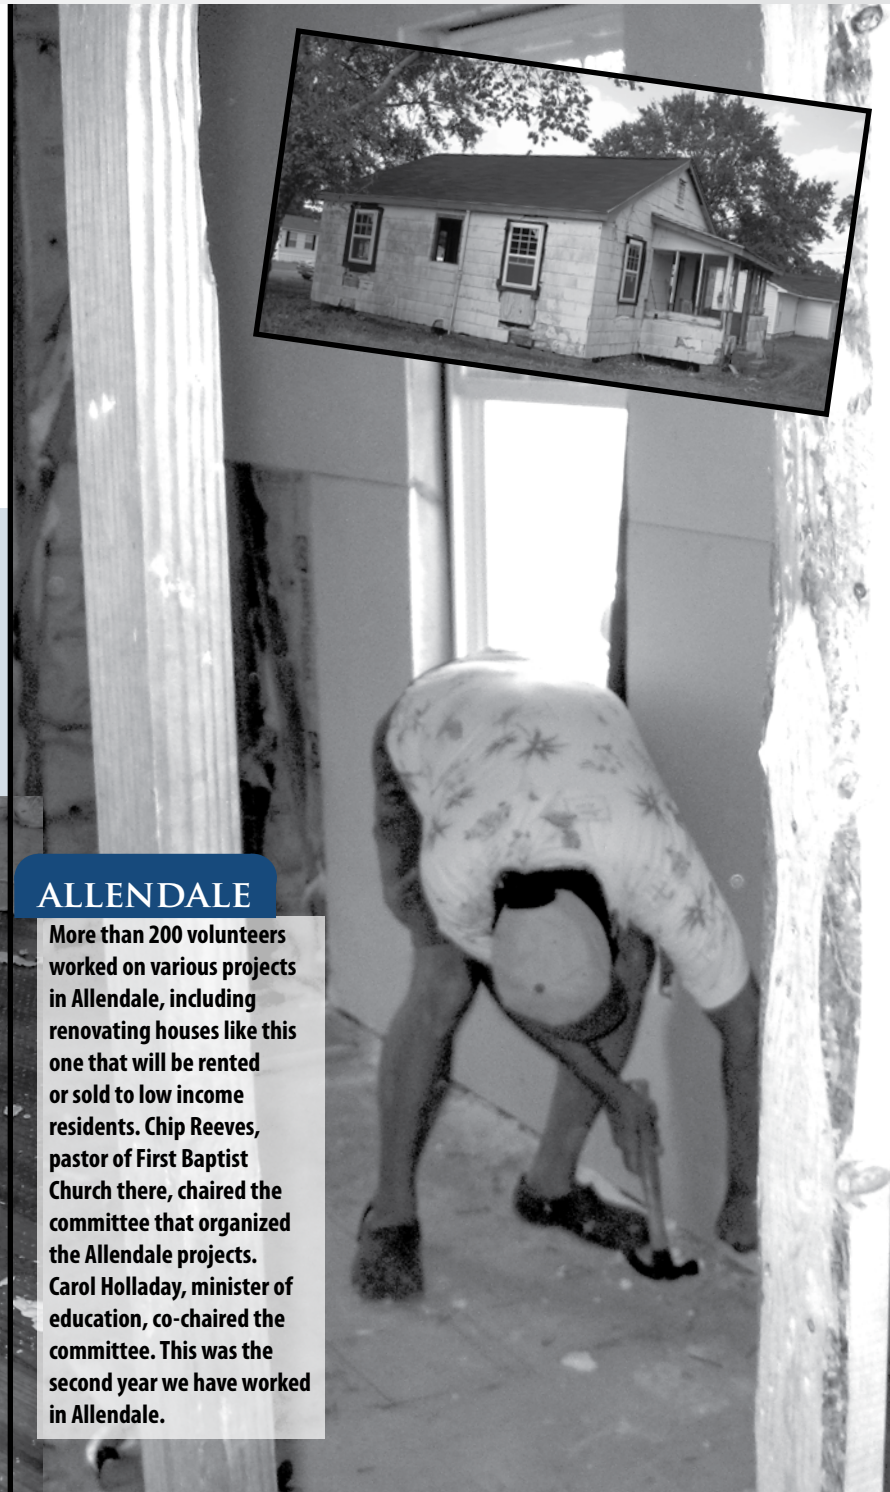 ALLENDALE
More than 200 volunteers
worked on various projects
in Allendale, including
renovating houses like this
one that will be rented
or sold to low income
residents. Chip Reeves,
pastor of First Baptist
Church there, chaired the
committee that organized
the Allendale projects.
Carol Holladay, minister of
education, co-chaired the
committee. This was the
second year we have worked
in Allendale.